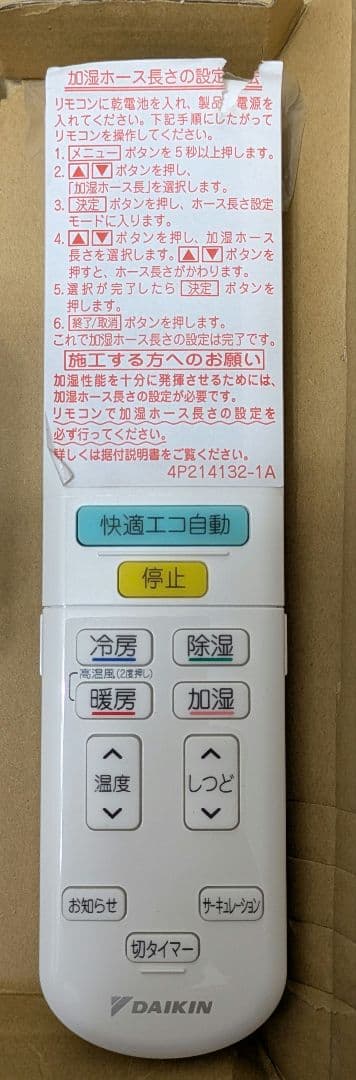 加湿ホース長さの設定方法
リモコンに乾電池を入れ、製品 電源を
入れてください。下記手順にしたがって
リモコンを操作してください。
1. メニュー ボタンを5秒以上押します。
2. ▲▼ボタンを押し、
「加湿ホース長」を選択します。
3. 決定 ボタンを押し、ホース長さ設定
モードに入ります。
4. ▲▼ボタンを押し、加湿ホース
長さを選択します。▲▼ボタンを
押すと、ホース長さがかわります。
5. 選択が完了したら 決定 ボタンを
押します。
6. 終了/取消 ボタンを押します。
これで加湿ホース長さの設定は完了です。
施工する方へのお願い
加湿性能を十分に発揮させるためには、
加湿ホース長さの設定が必要です。
リモコンで加湿ホース長さの設定を
必ず行ってください。
詳しくは据付説明書をご覧ください。
4P214132-1A
快適エコ自動
停止
冷房 除湿
高温風(2度押し)
暖房 加湿
温度 しつど
お知らせ サーキュレーション
切タイマー
DAIKIN